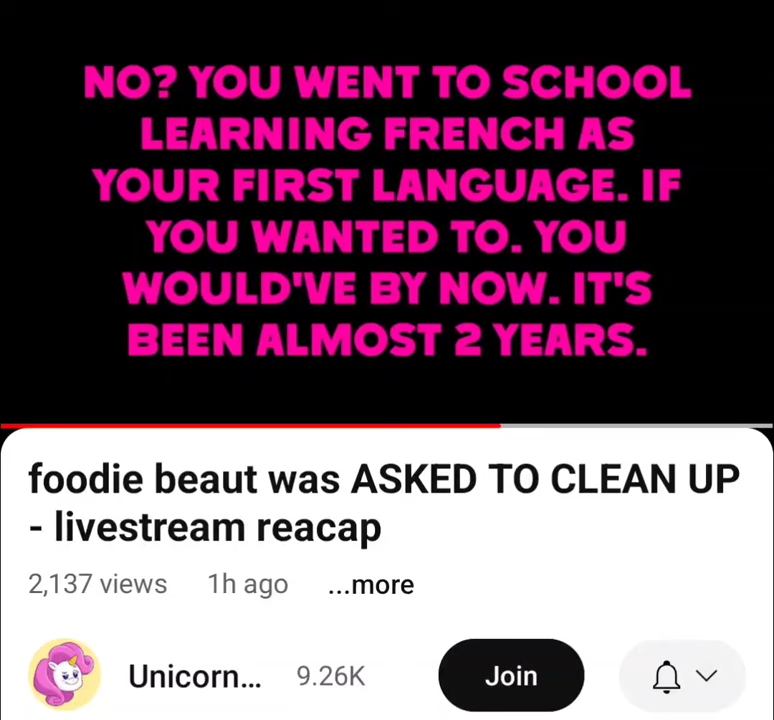 NO? YOU WENT TO SCHOOL
LEARNING FRENCH AS
YOUR FIRST LANGUAGE. IF
YOU WANTED TO. YOU
WOULD'VE BY NOW. IT'S
BEEN ALMOST 2 YEARS.
foodie beaut was ASKED TO CLEAN UP
- livestream reacap
2,137 views 1h ago ...more
Unicorn... 9.26K Join